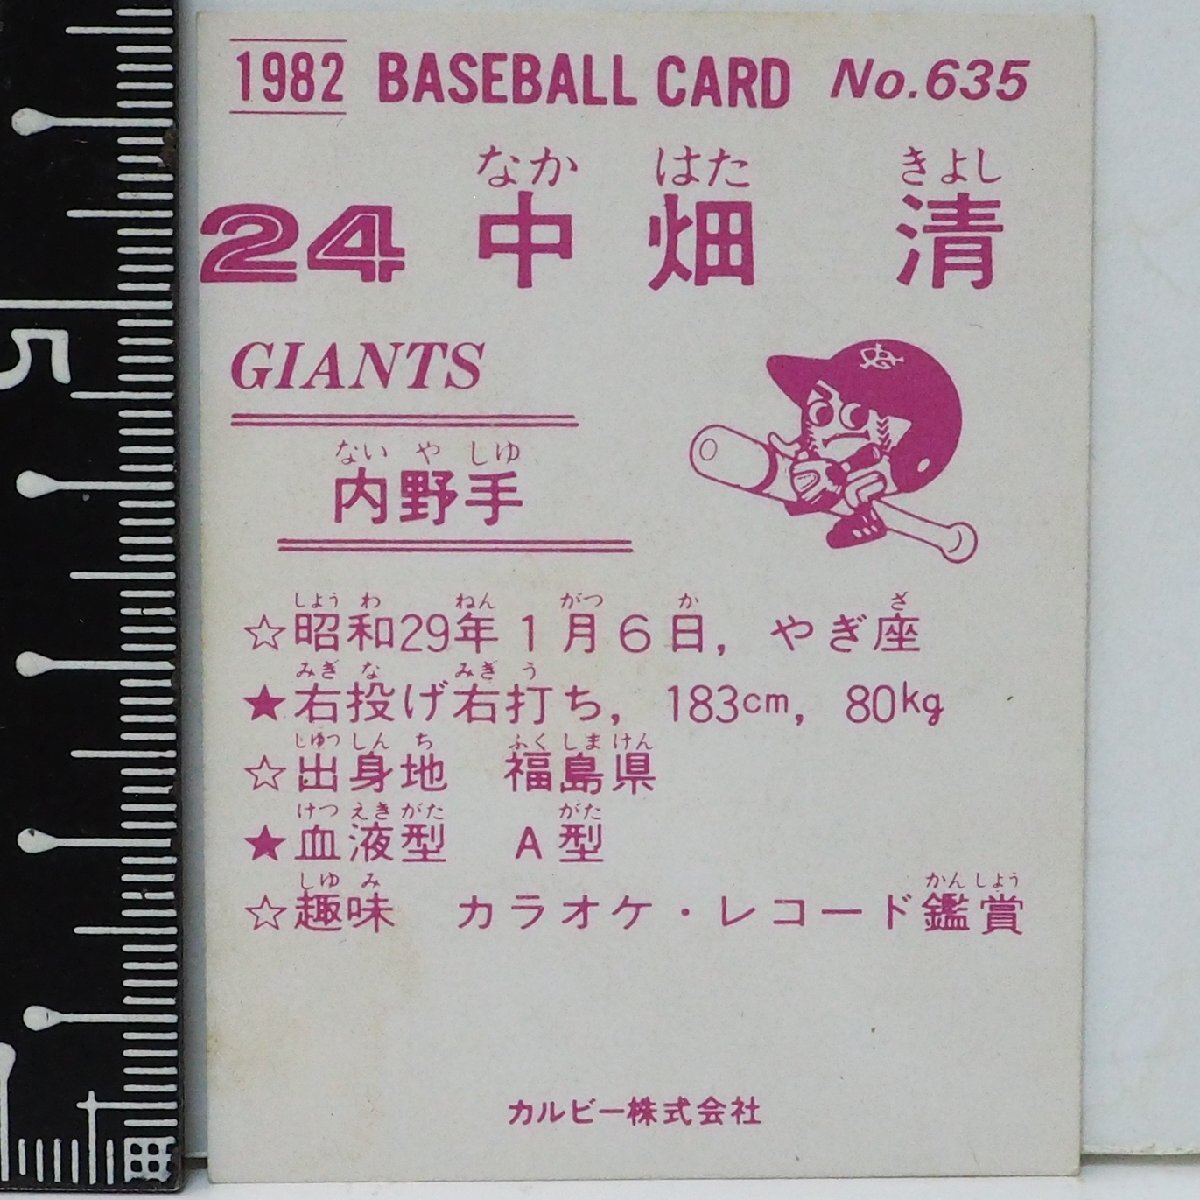 1982 BASEBALL CARD No.635
なか はた きよし
24 中畑 清
GIANTS
ない や しゆ
内野手
しよう わ ねん がつ か ざ
☆昭和29年1月6日, やぎ座
みぎ な みぎ う
★右投げ右打ち, 183cm, 80kg
しゆつ しん ち ふく しま けん
☆出身地 福島県
けつ えき がた がた
★血液型 A型
しゆ み かん しよう
☆趣味 カラオケ・レコード鑑賞
カルビー株式会社
5